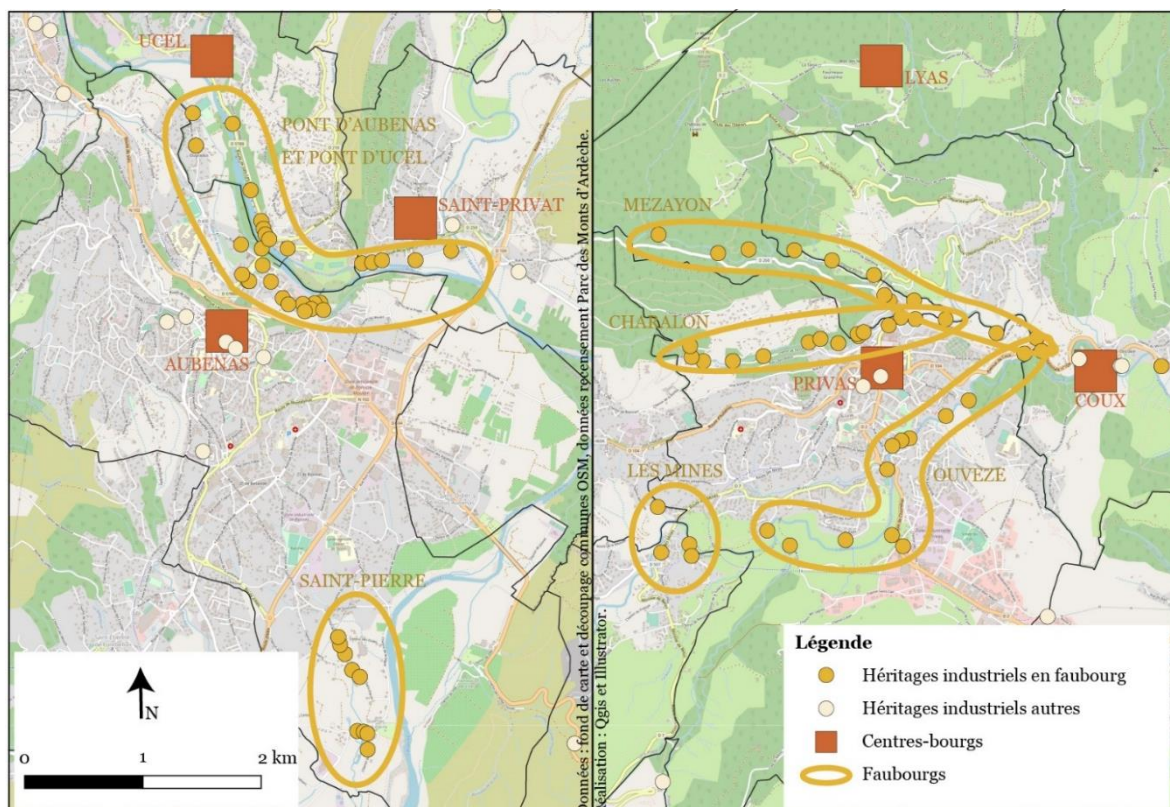 UCEL
PONT D'AUBENAS
ET PONT D'UCEL
SAINT-PRIVAT
AUBENAS
SAINT-PIERRE
N
0 1 2 km
Données : fond de carte et découpage communes OSM, données recensement Parc des Monts d'Ardèche.
Réalisation : Qgis et Illustrator.
LYAS
MEZAYON
CHARALON
PRIVAS
COUX
LES MINES
OUVEZE
Légende
Héritages industriels en faubourg
Héritages industriels autres
Centres-bourgs
Faubourgs